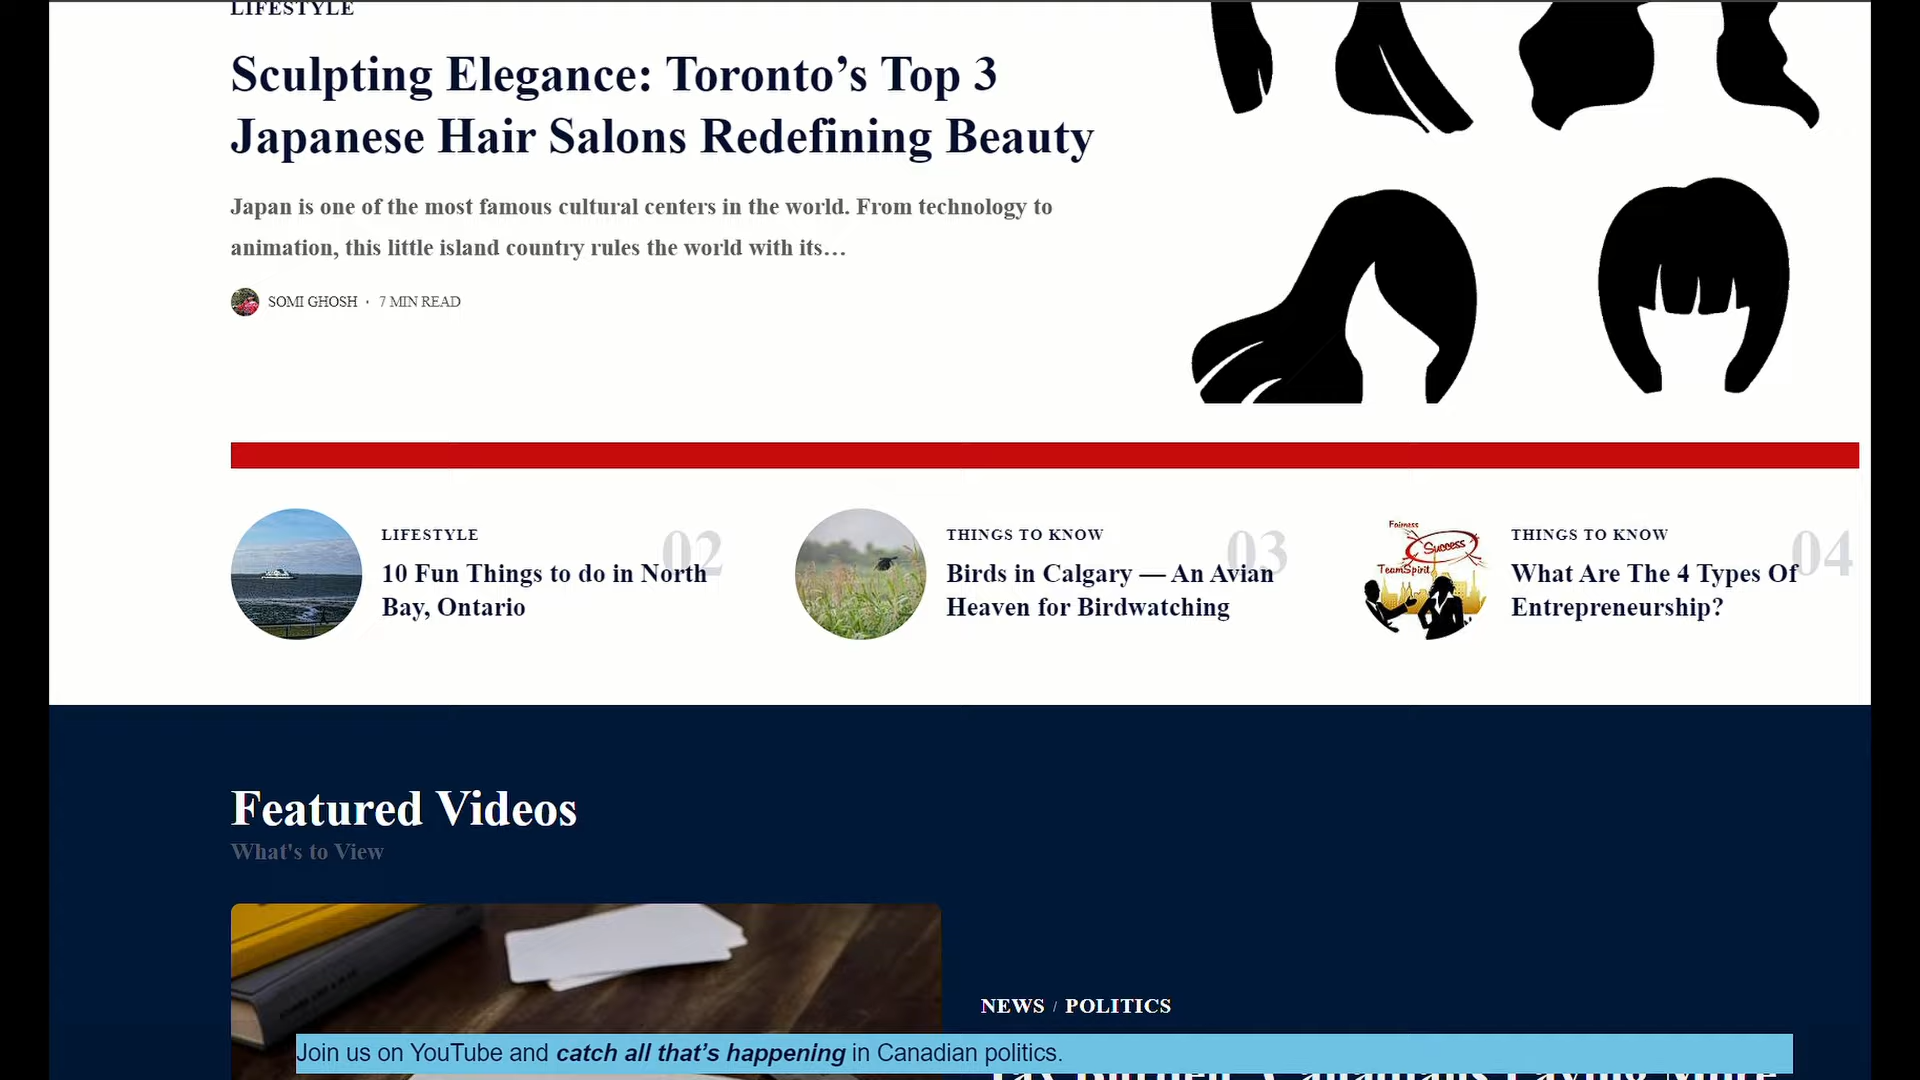 LIFESTYLE
Sculpting Elegance: Toronto’s Top 3
Japanese Hair Salons Redefining Beauty
Japan is one of the most famous cultural centers in the world. From technology to
animation, this little island country rules the world with its…
SOMI GHOSH · 7 MIN READ
LIFESTYLE
02
10 Fun Things to do in North
Bay, Ontario
THINGS TO KNOW
03
Birds in Calgary — An Avian
Heaven for Birdwatching
Fairness
Success
TeamSpirit
THINGS TO KNOW
04
What Are The 4 Types Of
Entrepreneurship?
Featured Videos
What's to View
NEWS / POLITICS
Join us on YouTube and catch all that’s happening in Canadian politics.